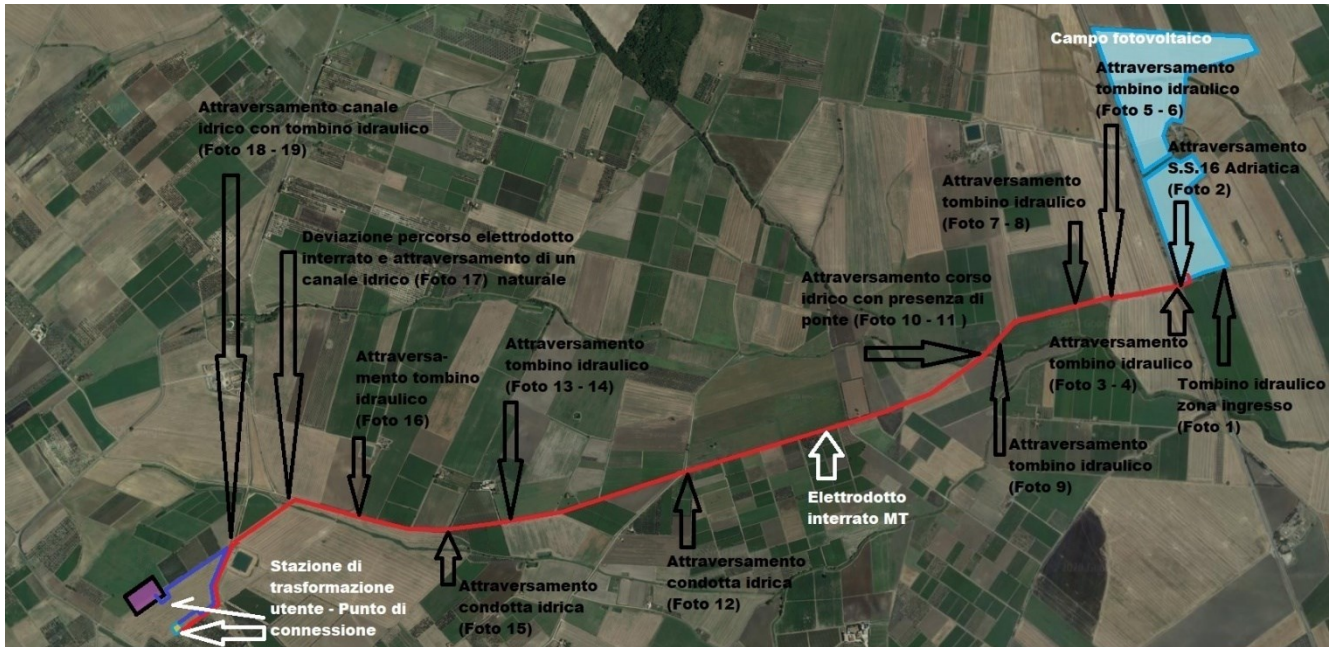 Campo fotovoltaico
Attraversamento
tombino idraulico
(Foto 5 - 6)
Attraversamento canale
idrico con tombino idraulico
(Foto 18 - 19)
Attraversamento
S.S.16 Adriatica
(Foto 2)
Attraversamento
tombino idraulico
(Foto 7 - 8)
Deviazione percorso elettrodotto
interrato e attraversamento di un
canale idrico (Foto 17) naturale
Attraversamento corso
idrico con presenza di
ponte (Foto 10 - 11 )
Attraversa-
mento tombino
idraulico
(Foto 16)
Attraversamento
tombino idraulico
(Foto 13 - 14)
Attraversamento
tombino idraulico
(Foto 3 - 4)
Tombino idraulico
zona ingresso
(Foto 1)
Attraversamento
tombino idraulico
(Foto 9)
Elettrodotto
interrato MT
Stazione di
trasformazione
utente - Punto di
connessione
Attraversamento
condotta idrica
(Foto 15)
Attraversamento
condotta idrica
(Foto 12)